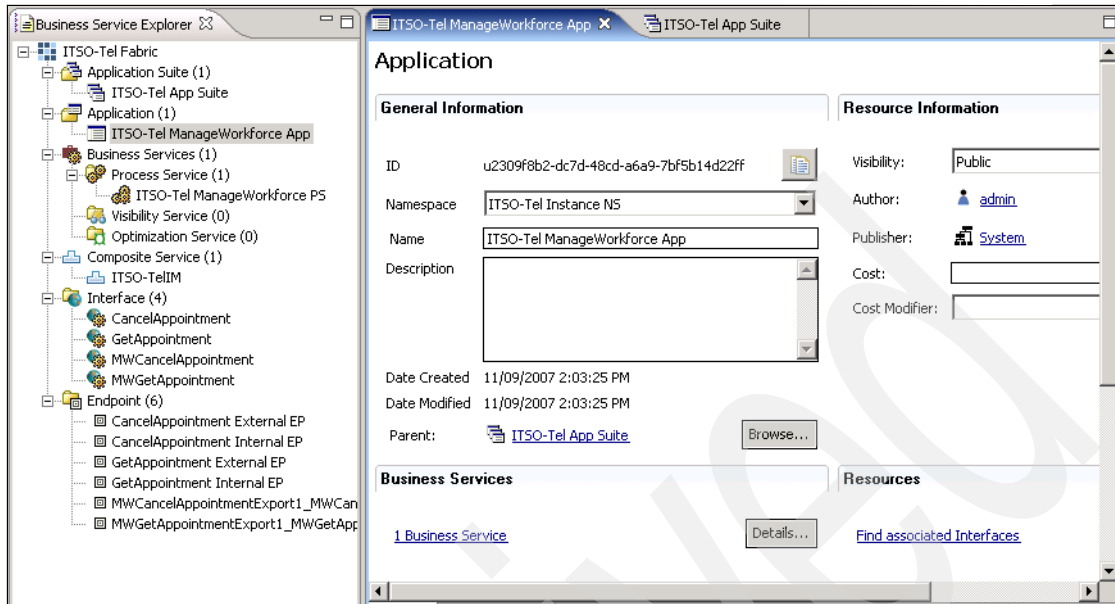 Business Service Explorer
ITSO-Tel Fabric
Application Suite (1)
ITSO-Tel App Suite
Application (1)
ITSO-Tel ManageWorkforce App
Business Services (1)
Process Service (1)
ITSO-Tel ManageWorkforce PS
Visibility Service (0)
Optimization Service (0)
Composite Service (1)
ITSO-TelIM
Interface (4)
CancelAppointment
GetAppointment
MWCancelAppointment
MWGetAppointment
Endpoint (6)
CancelAppointment External EP
CancelAppointment Internal EP
GetAppointment External EP
GetAppointment Internal EP
MWCancelAppointmentExport1_MWCan
MWGetAppointmentExport1_MWGetApp
ITSO-Tel ManageWorkforce App
ITSO-Tel App Suite
Application
General Information
ID u2309f8b2-dc7d-48cd-a6a9-7bf5b14d22ff
Namespace ITSO-Tel Instance NS
Name ITSO-Tel ManageWorkforce App
Description
Date Created 11/09/2007 2:03:25 PM
Date Modified 11/09/2007 2:03:25 PM
Parent: ITSO-Tel App Suite Browse...
Resource Information
Visibility: Public
Author: admin
Publisher: System
Cost:
Cost Modifier:
Business Services
1 Business Service Details...
Resources
Find associated Interfaces